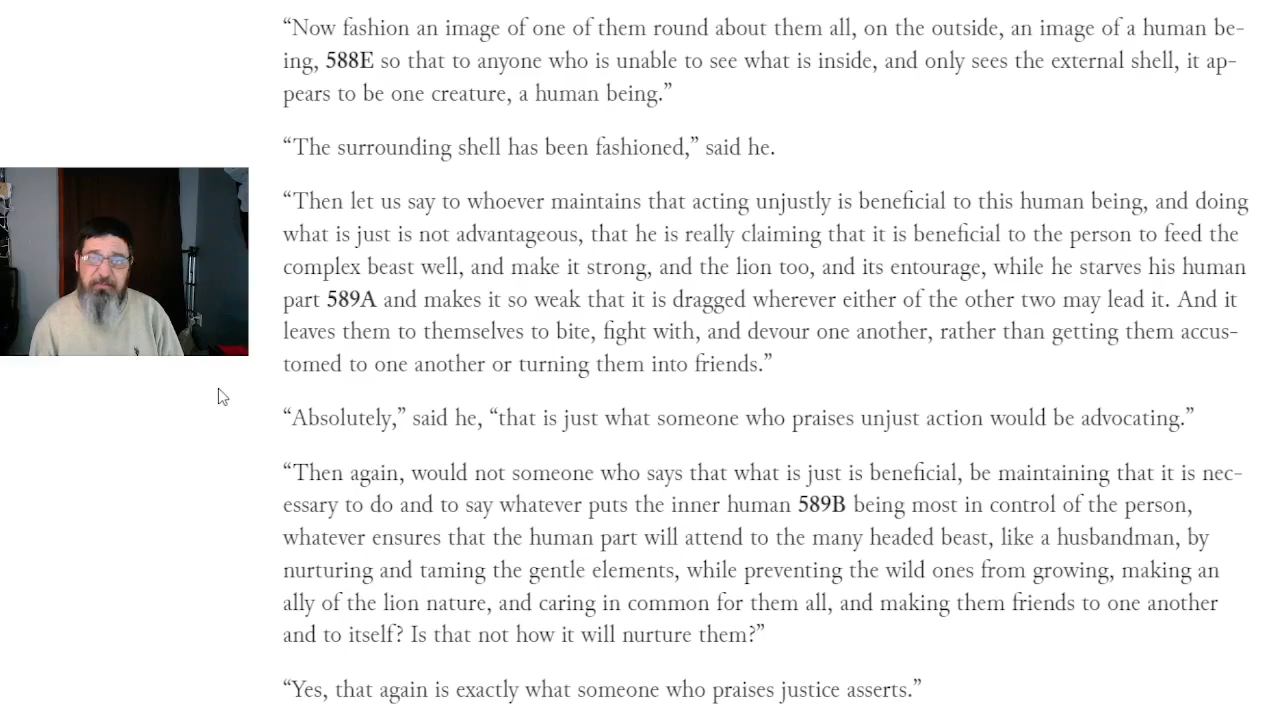 “Now fashion an image of one of them round about them all, on the outside, an image of a human be-
ing, 588E so that to anyone who is unable to see what is inside, and only sees the external shell, it ap-
pears to be one creature, a human being.”
“The surrounding shell has been fashioned,” said he.
“Then let us say to whoever maintains that acting unjustly is beneficial to this human being, and doing
what is just is not advantageous, that he is really claiming that it is beneficial to the person to feed the
complex beast well, and make it strong, and the lion too, and its entourage, while he starves his human
part 589A and makes it so weak that it is dragged wherever either of the other two may lead it. And it
leaves them to themselves to bite, fight with, and devour one another, rather than getting them accus-
tomed to one another or turning them into friends.”
“Absolutely,” said he, “that is just what someone who praises unjust action would be advocating.”
“Then again, would not someone who says that what is just is beneficial, be maintaining that it is nec-
essary to do and to say whatever puts the inner human 589B being most in control of the person,
whatever ensures that the human part will attend to the many headed beast, like a husbandman, by
nurturing and taming the gentle elements, while preventing the wild ones from growing, making an
ally of the lion nature, and caring in common for them all, and making them friends to one another
and to itself? Is that not how it will nurture them?”
“Yes, that again is exactly what someone who praises justice asserts.”